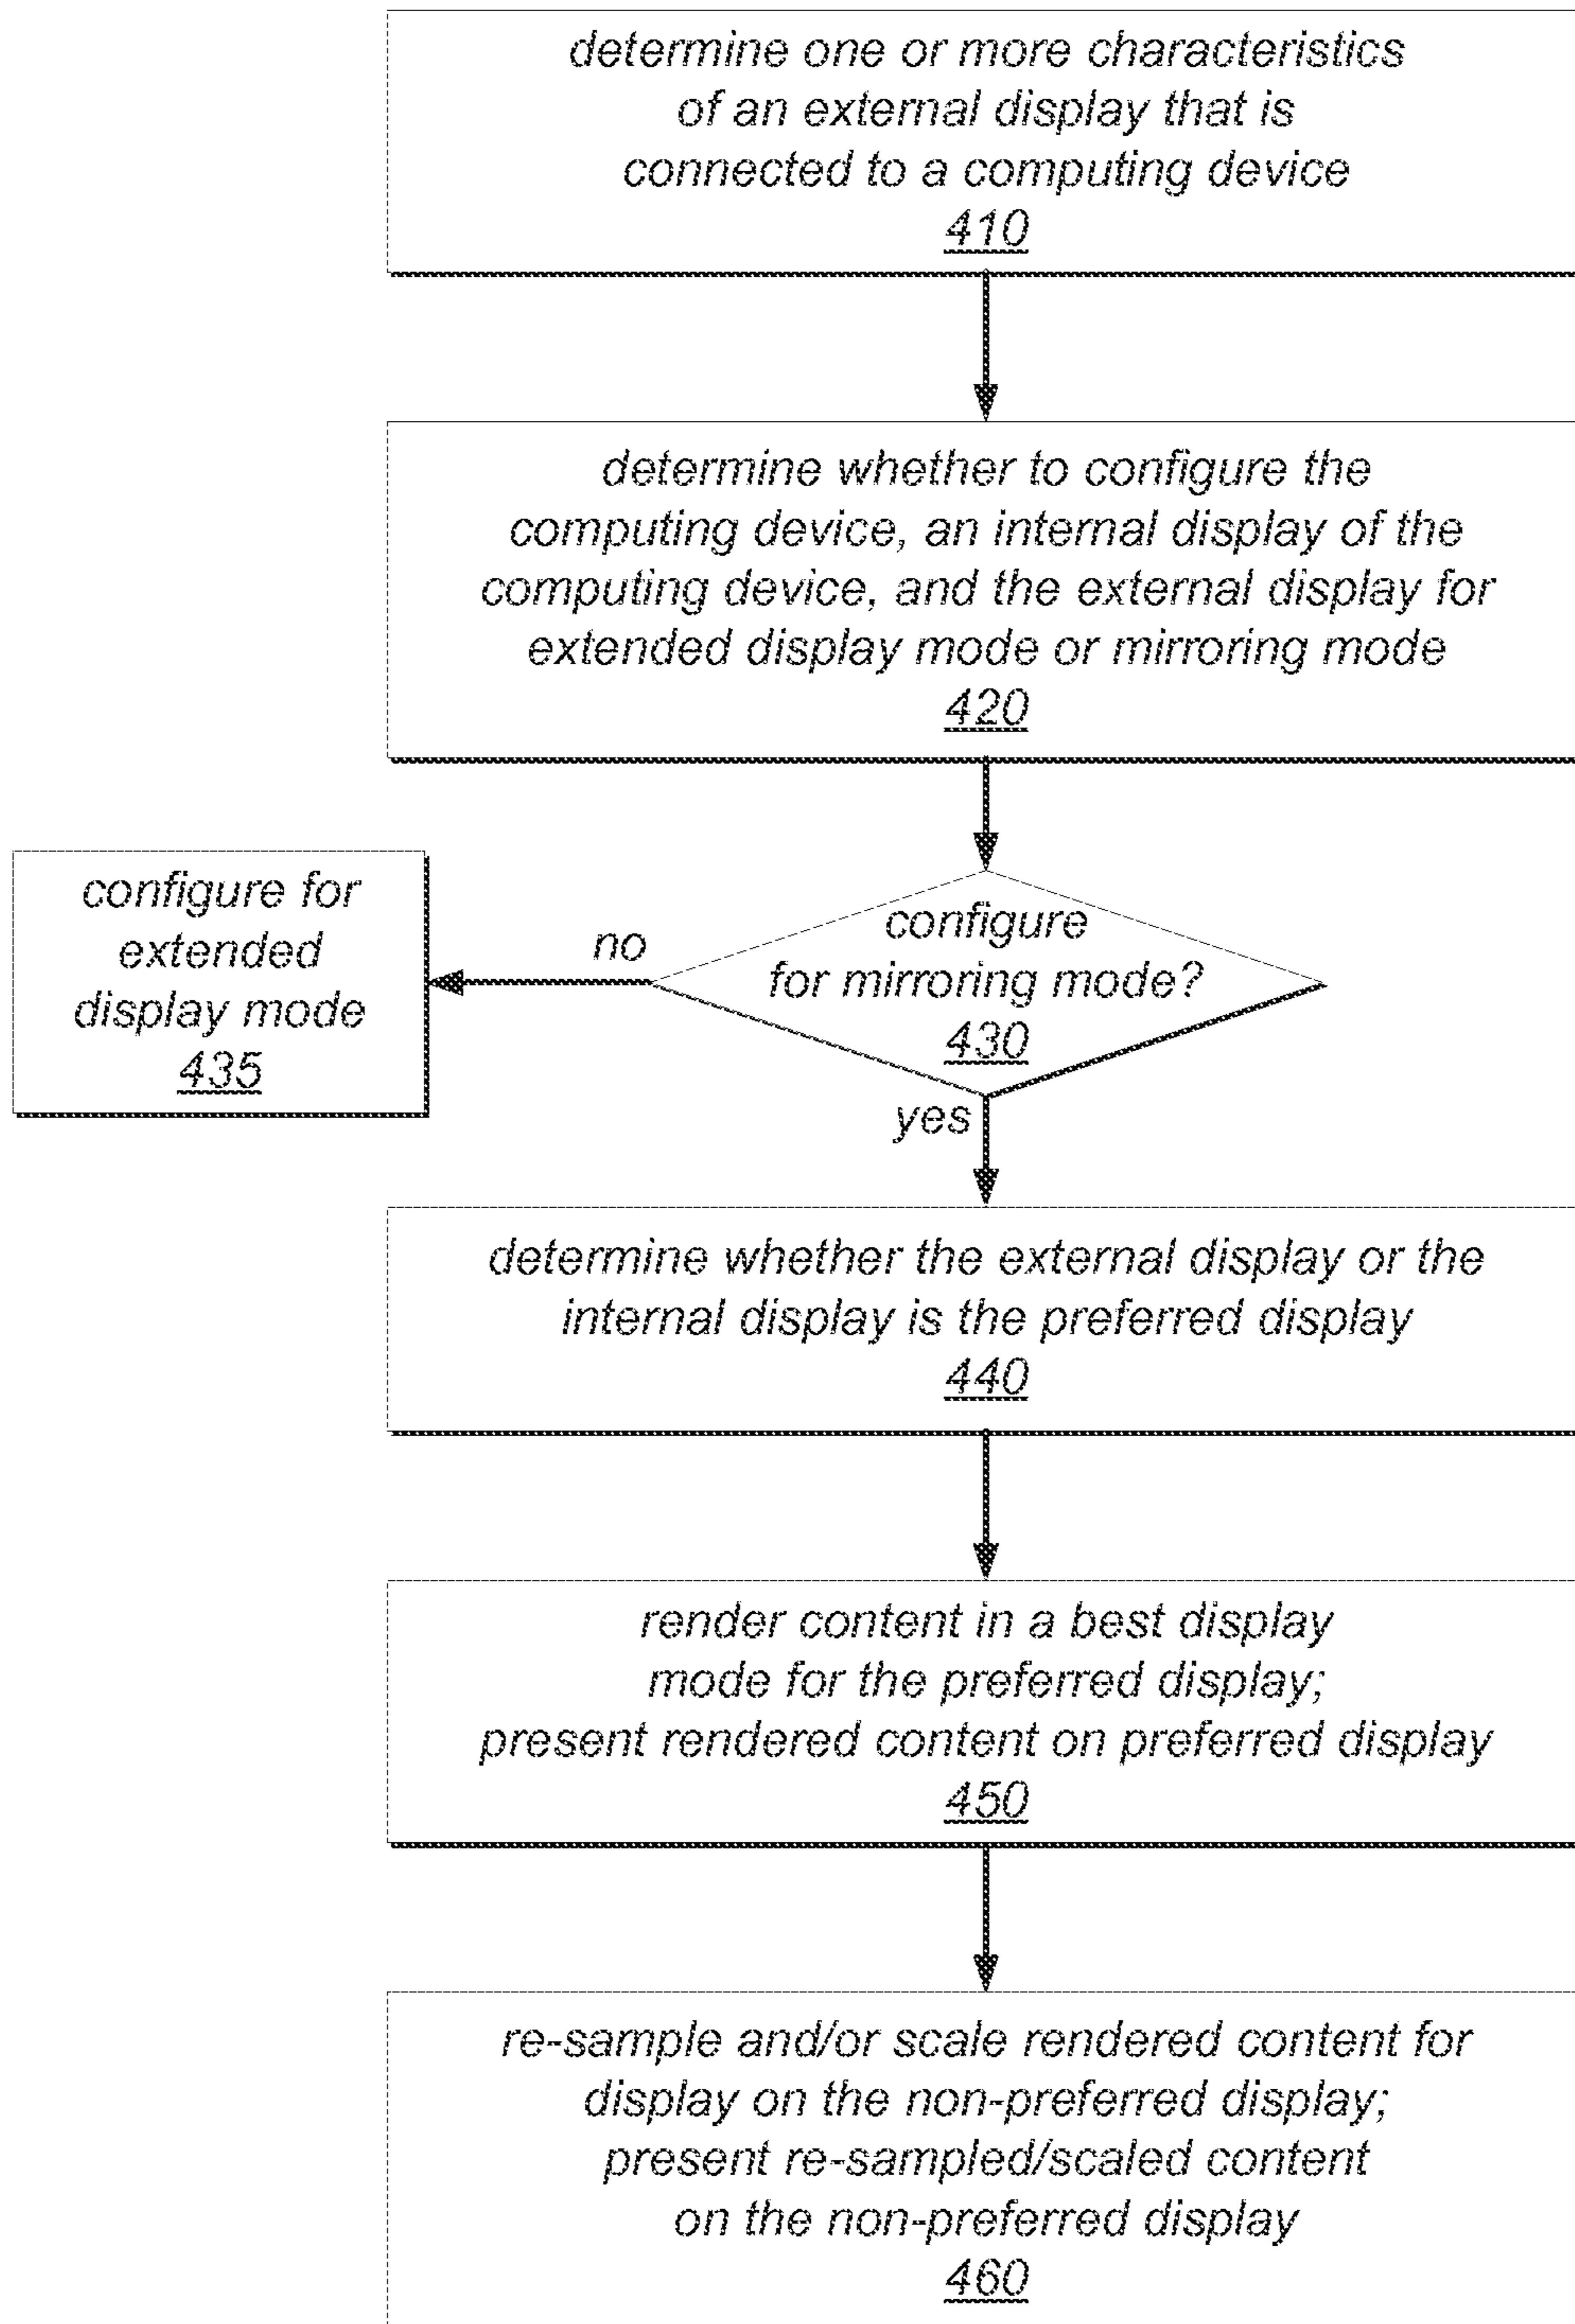 determine one or more characteristics
of an external display that is
connected to a computing device
410
determine whether to configure the
computing device, an internal display of the
computing device, and the external display for
extended display mode or mirroring mode
420
configure for
extended
display mode
435
no
configure
for mirroring mode?
430
yes
determine whether the external display or the
internal display is the preferred display
440
render content in a best display
mode for the preferred display;
present rendered content on preferred display
450
re-sample and/or scale rendered content for
display on the non-preferred display;
present re-sampled/scaled content
on the non-preferred display
460